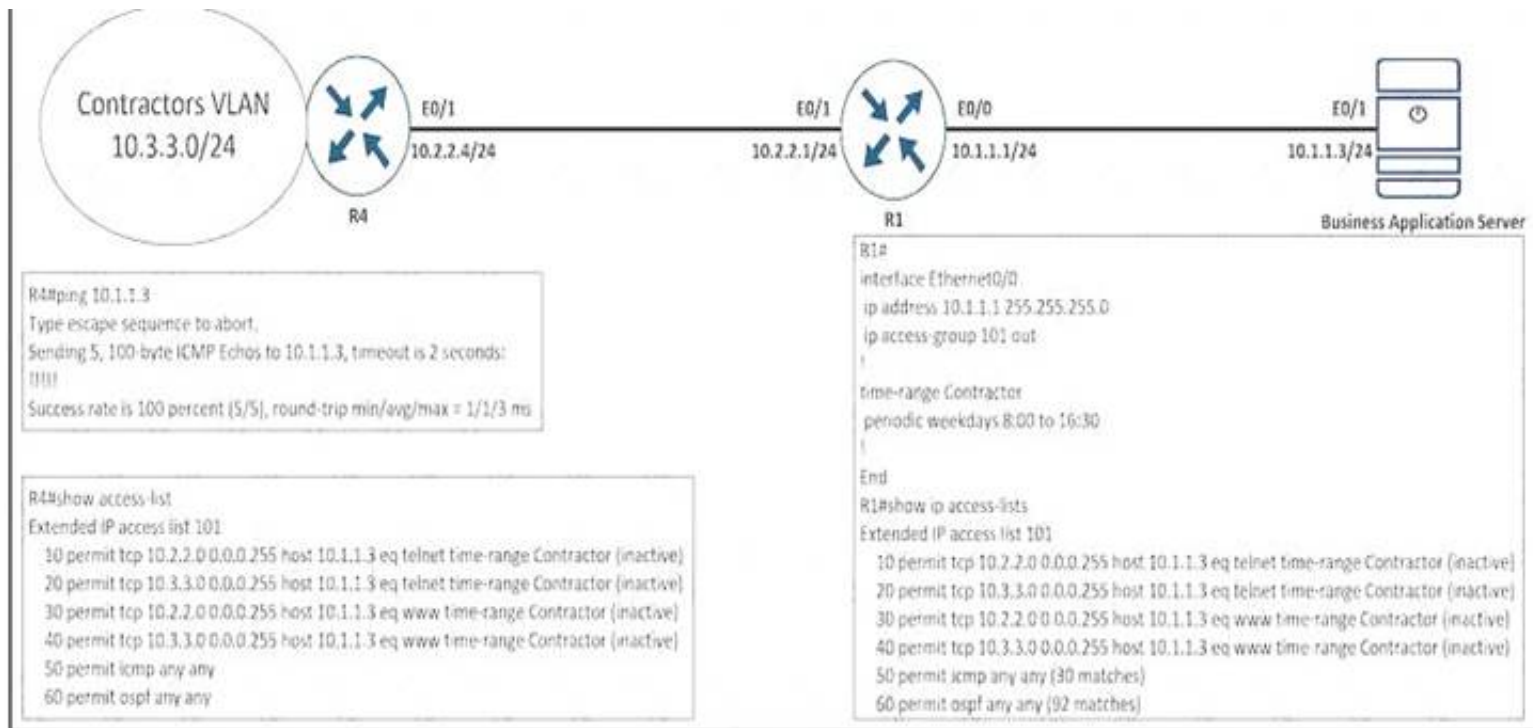 Contractors VLAN
10.3.3.0/24
E0/1
10.2.2.4/24
R4
E0/1
10.2.2.1/24
E0/0
10.1.1.1/24
R1
E0/1
10.1.1.3/24
Business Application Server
R4#ping 10.1.1.3
Type escape sequence to abort.
Sending 5, 100-byte ICMP Echos to 10.1.1.3, timeout is 2 seconds:
!!!!!
Success rate is 100 percent (5/5), round-trip min/avg/max = 1/1/3 ms
R4#show access-list
Extended IP access list 101
10 permit tcp 10.2.2.0 0.0.0.255 host 10.1.1.3 eq telnet time-range Contractor (inactive)
20 permit tcp 10.3.3.0 0.0.0.255 host 10.1.1.3 eq telnet time-range Contractor (inactive)
30 permit tcp 10.2.2.0 0.0.0.255 host 10.1.1.3 eq www time-range Contractor (inactive)
40 permit tcp 10.3.3.0 0.0.0.255 host 10.1.1.3 eq www time-range Contractor (inactive)
50 permit icmp any any
60 permit ospf any any
R1#
interface Ethernet0/0
ip address 10.1.1.1 255.255.255.0
ip access-group 101 out
!
time-range Contractor
periodic weekdays 8:00 to 16:30
!
End
R1#show ip access-lists
Extended IP access list 101
10 permit tcp 10.2.2.0 0.0.0.255 host 10.1.1.3 eq telnet time-range Contractor (inactive)
20 permit tcp 10.3.3.0 0.0.0.255 host 10.1.1.3 eq telnet time-range Contractor (inactive)
30 permit tcp 10.2.2.0 0.0.0.255 host 10.1.1.3 eq www time-range Contractor (inactive)
40 permit tcp 10.3.3.0 0.0.0.255 host 10.1.1.3 eq www time-range Contractor (inactive)
50 permit icmp any any (30 matches)
60 permit ospf any any (92 matches)